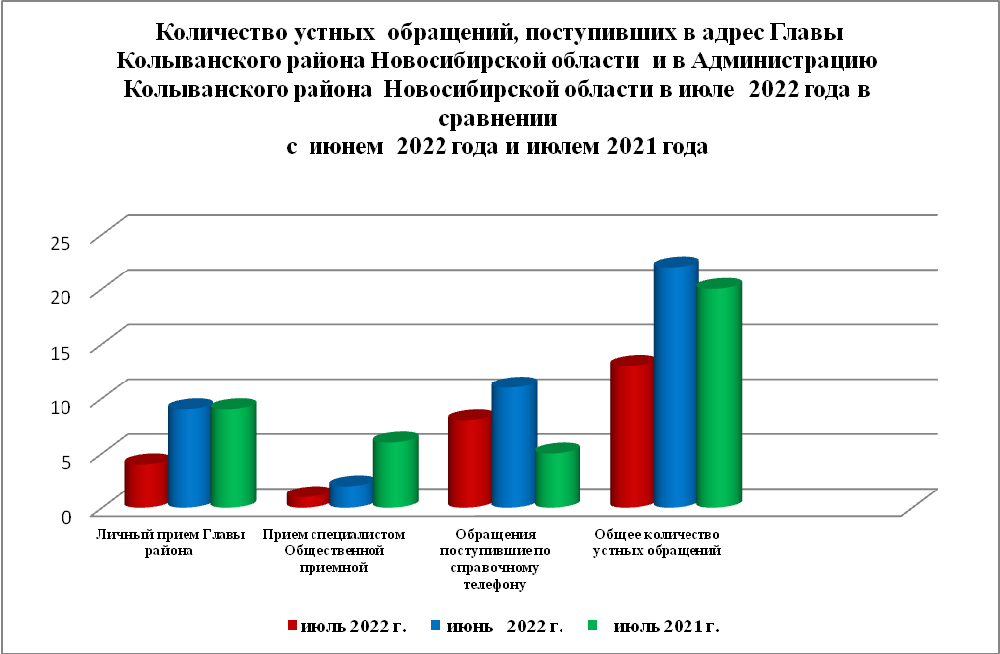 Количество устных обращений, поступивших в адрес Главы
Колыванского района Новосибирской области и в Администрацию
Колыванского района Новосибирской области в июле 2022 года в
сравнении
с июнем 2022 года и июлем 2021 года
25
20
15
10
5
0
Личный прием Главы
района
Прием специалистом
Общественной
приемной
Обращения
поступившие по
справочному
телефону
Общее количество
устных обращений
июль 2022 г.
июнь 2022 г.
июль 2021 г.